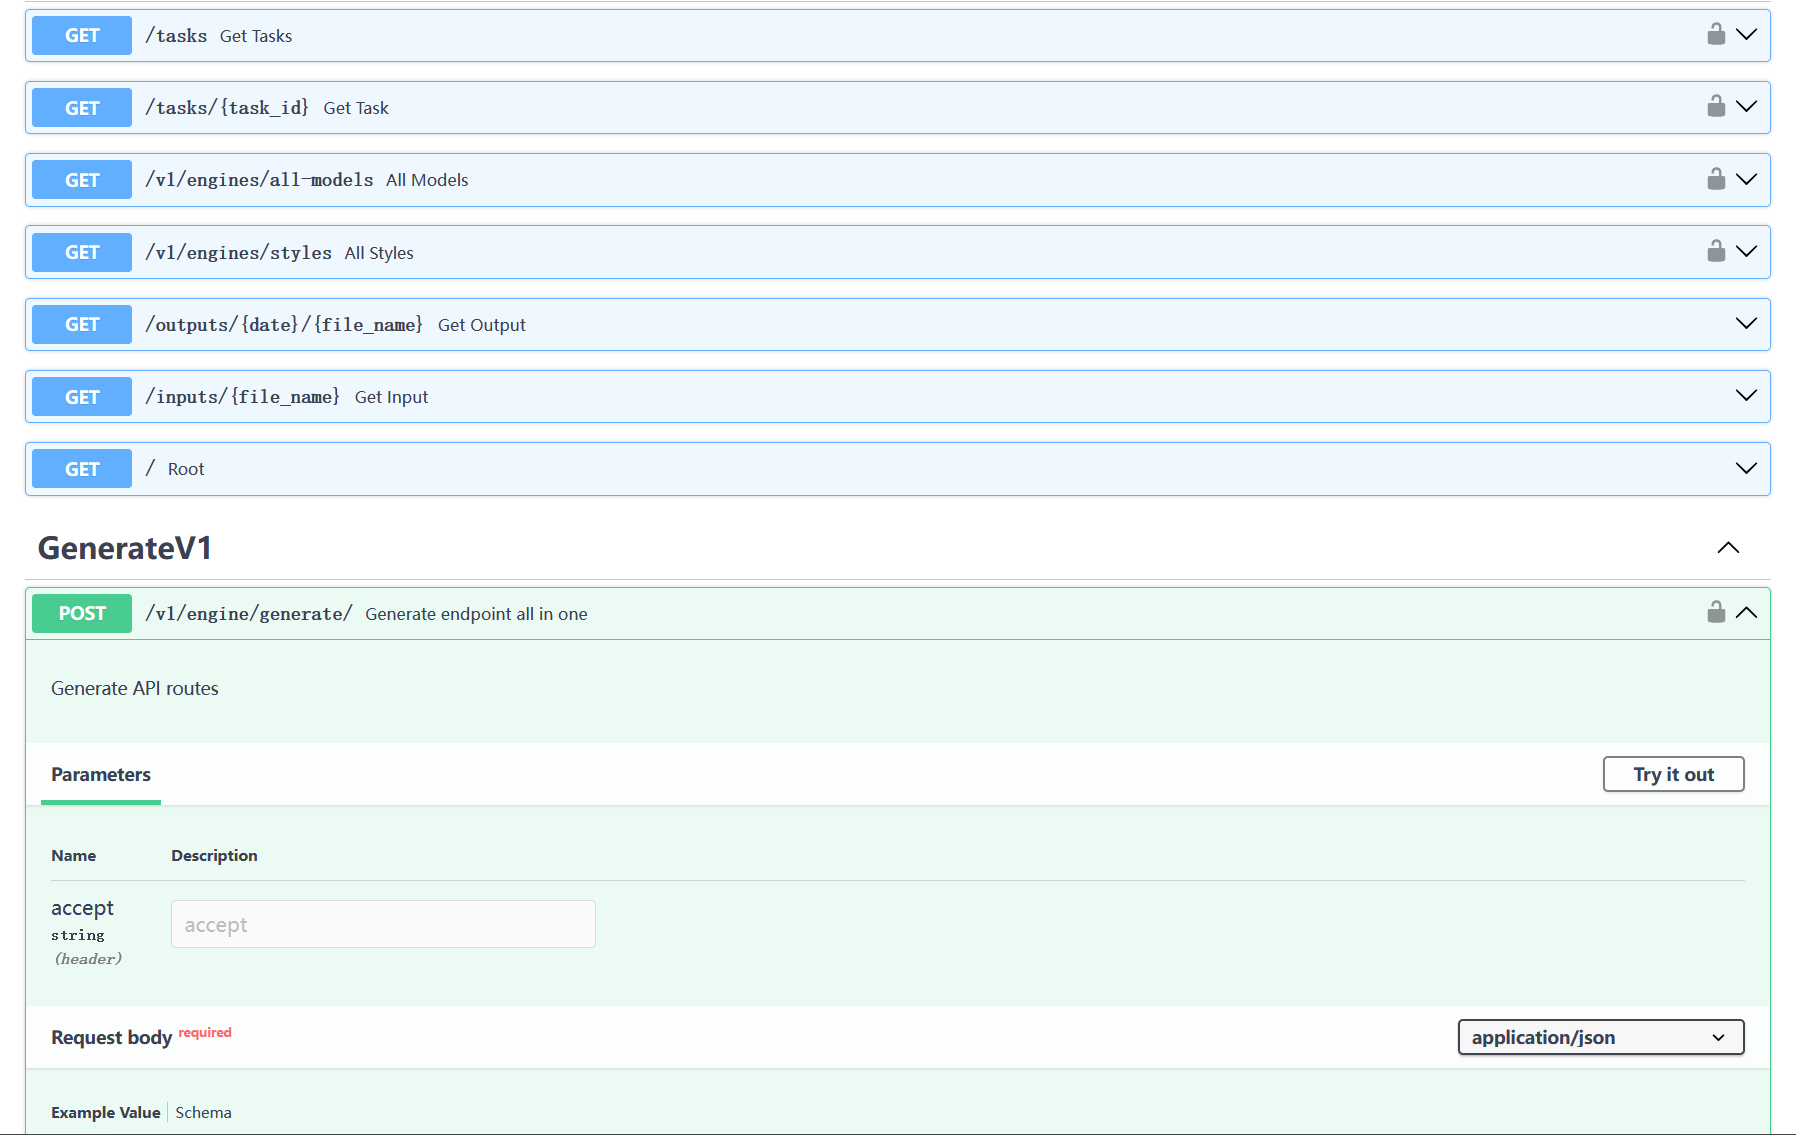 GET /tasks Get Tasks
GET /tasks/{task_id} Get Task
GET /v1/engines/all-models All Models
GET /v1/engines/styles All Styles
GET /outputs/{date}/{file_name} Get Output
GET /inputs/{file_name} Get Input
GET / Root
GenerateV1
POST /v1/engine/generate/ Generate endpoint all in one
Generate API routes
Parameters Try it out
Name Description
accept accept
string
(header)
Request body required application/json
Example Value Schema